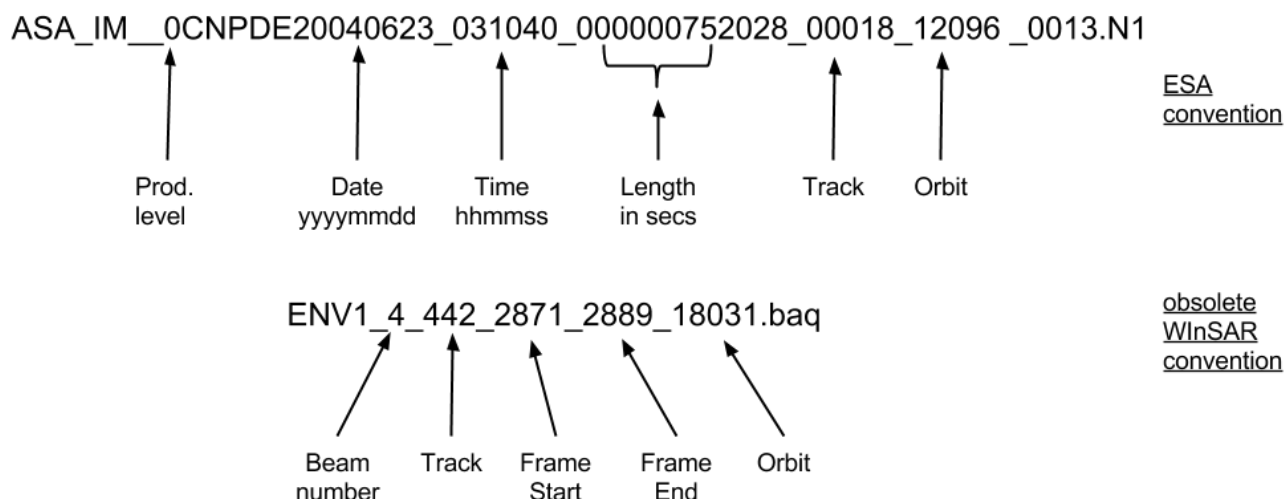 ASA_IM__0CNPDE20040623_031040_000000752028_00018_12096 _0013.N1
ESA
convention
Prod.
level
Date
yyyymmdd
Time
hhmmss
Length
in secs
Track
Orbit
ENV1_4_442_2871_2889_18031.baq
obsolete
WInSAR
convention
Beam
number
Track
Frame
Start
Frame
End
Orbit